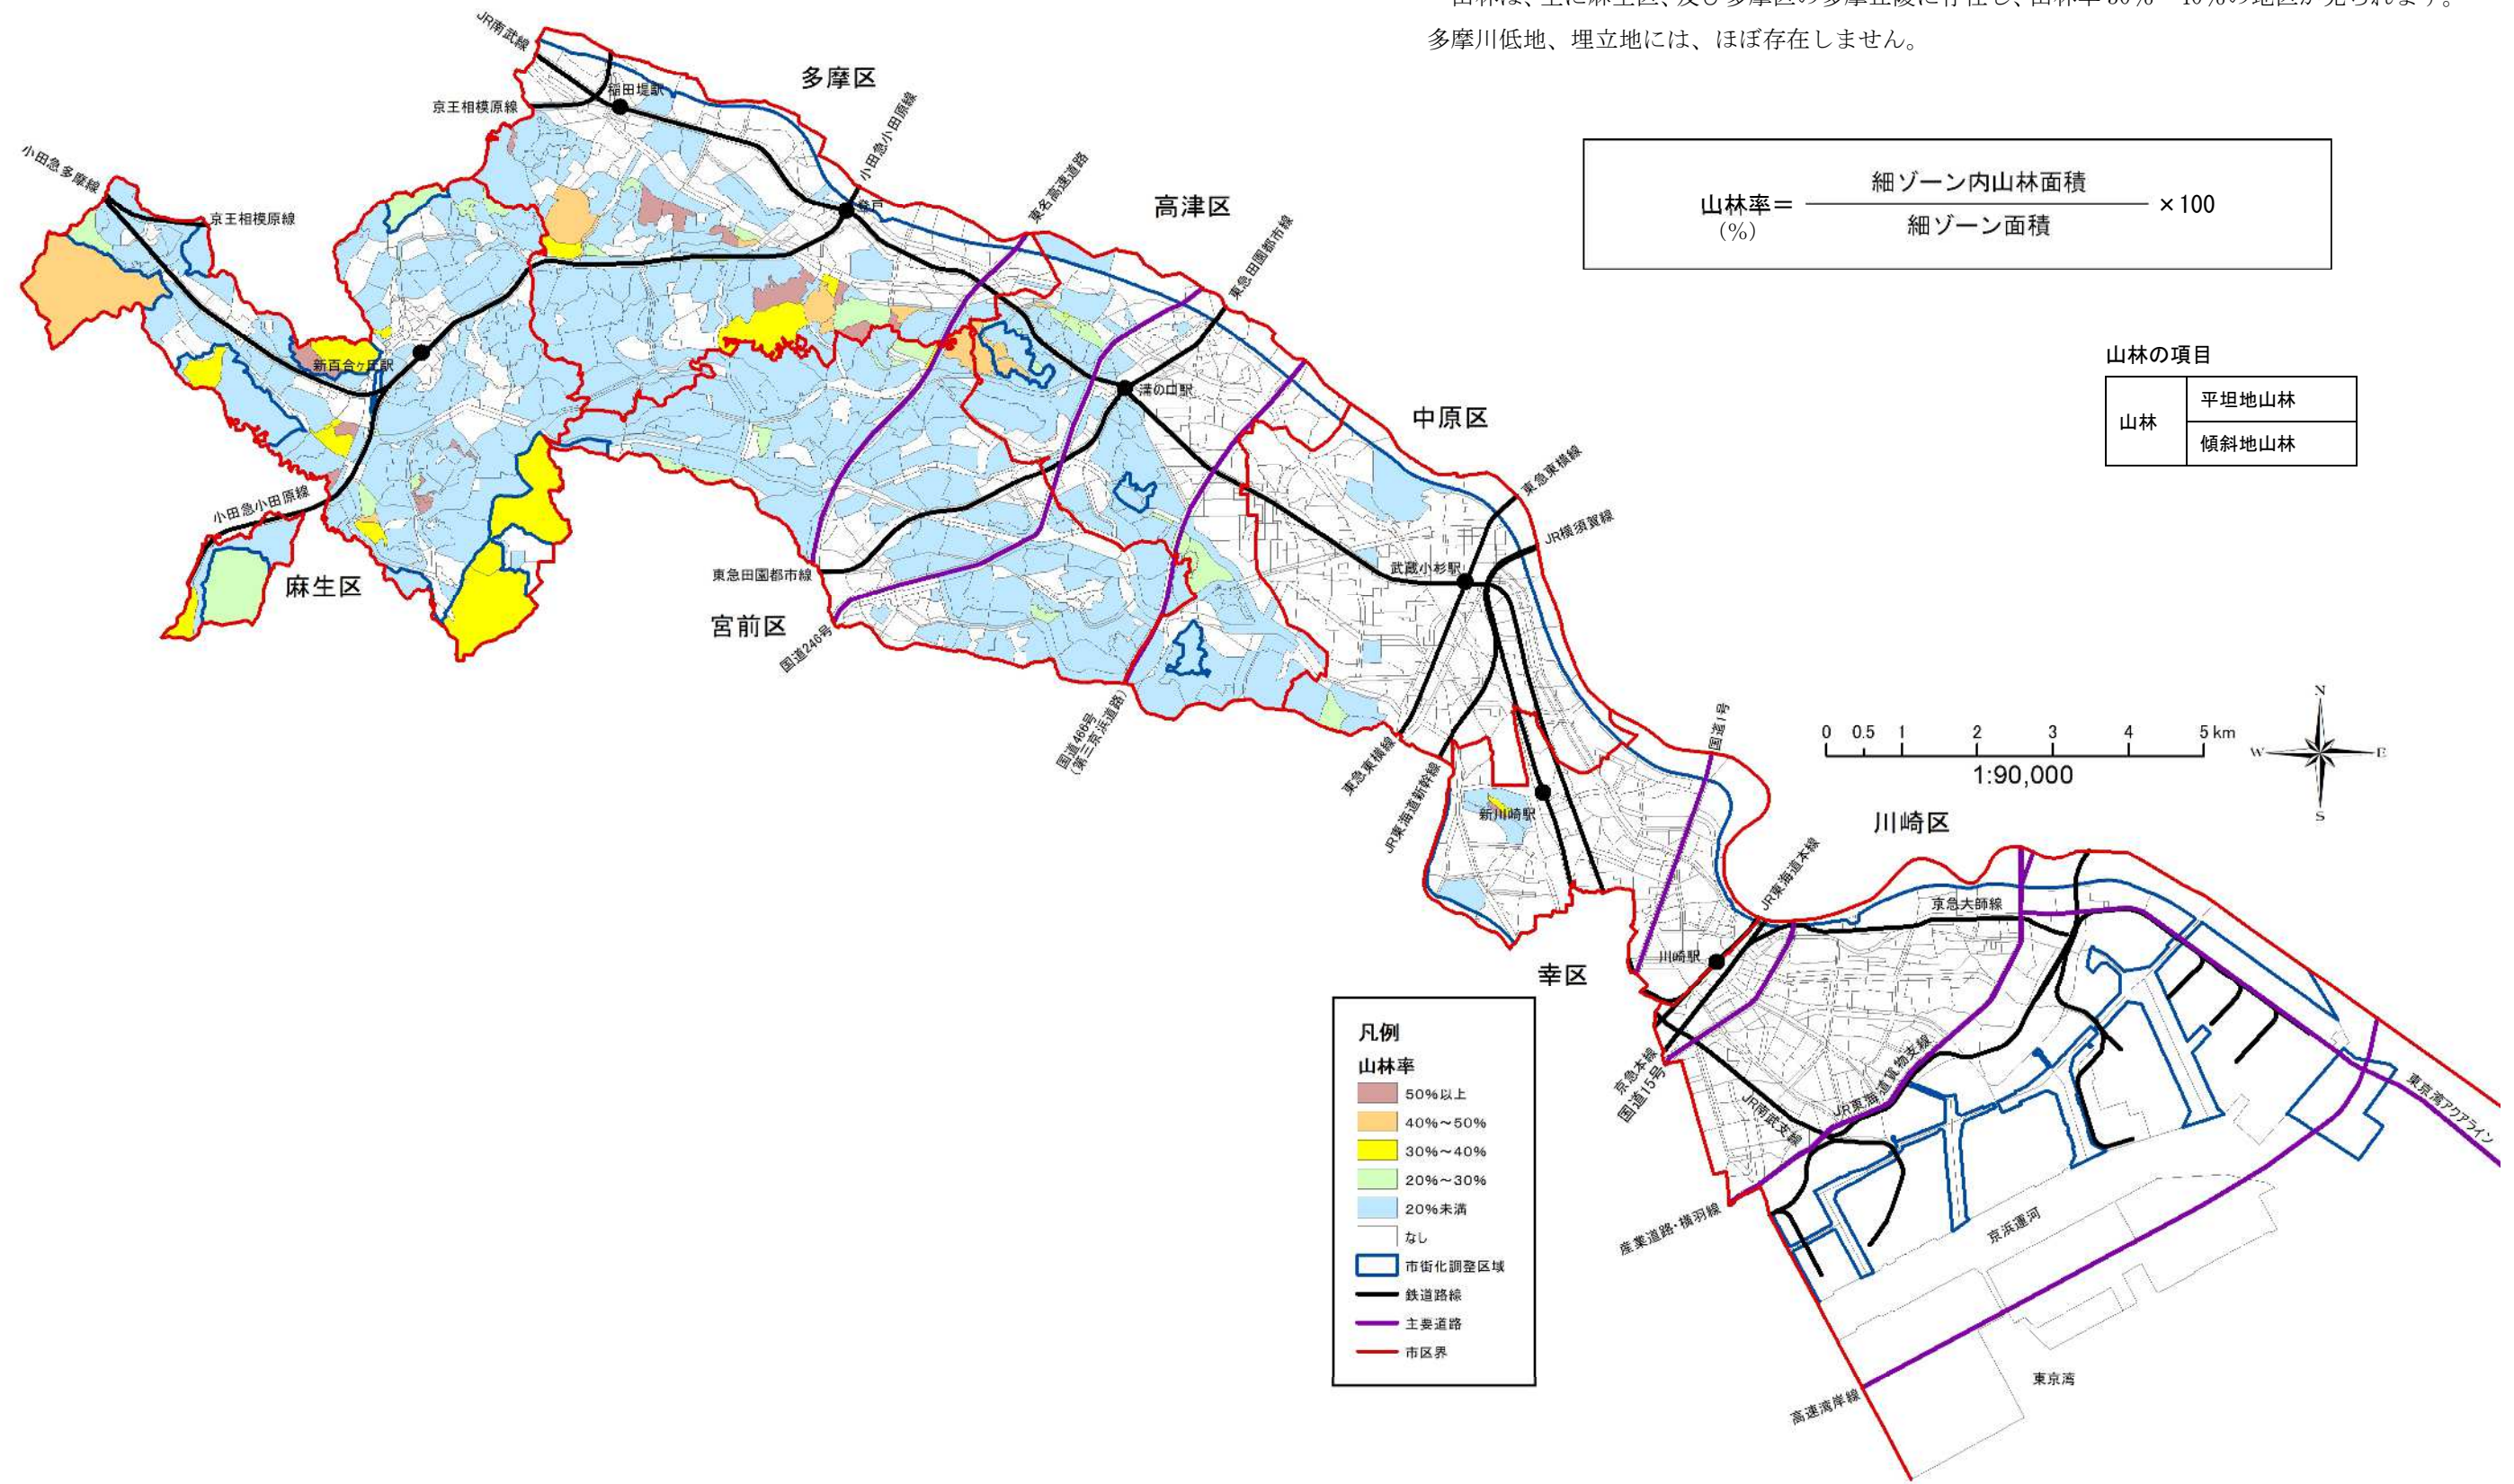 多摩川低地、埋立地には、ほぼ存在しません。
山林率＝ 細ゾーン内山林面積 ×100
(%) 細ゾーン面積
山林の項目
山林
平坦地山林
傾斜地山林
JR南武線
多摩区
稲田堤駅
京王相模原線
小田急小田原線
小田急多摩線
京王相模原線
登戸
東名高速道路
高津区
東急田園都市線
新百合ヶ丘駅
溝の口駅
中原区
東急東横線
小田急小田原線
JR横須賀線
麻生区
東急田園都市線
武蔵小杉駅
宮前区
国道246号
国道466号
（第三京浜道路）
東急東横線
JR東海道新幹線
国道1号
新川崎駅
0 0.5 1 2 3 4 5 km
1:90,000
N
W
E
S
川崎区
JR東海道本線
京急大師線
川崎駅
幸区
京急本線
国道15号
JR南武支線
JR東海道貨物支線
東京湾アクアライン
産業道路・横羽線
京浜運河
東京湾
高速湾岸線
凡例
山林率
50%以上
40%～50%
30%～40%
20%～30%
20%未満
なし
市街化調整区域
鉄道路線
主要道路
市区界